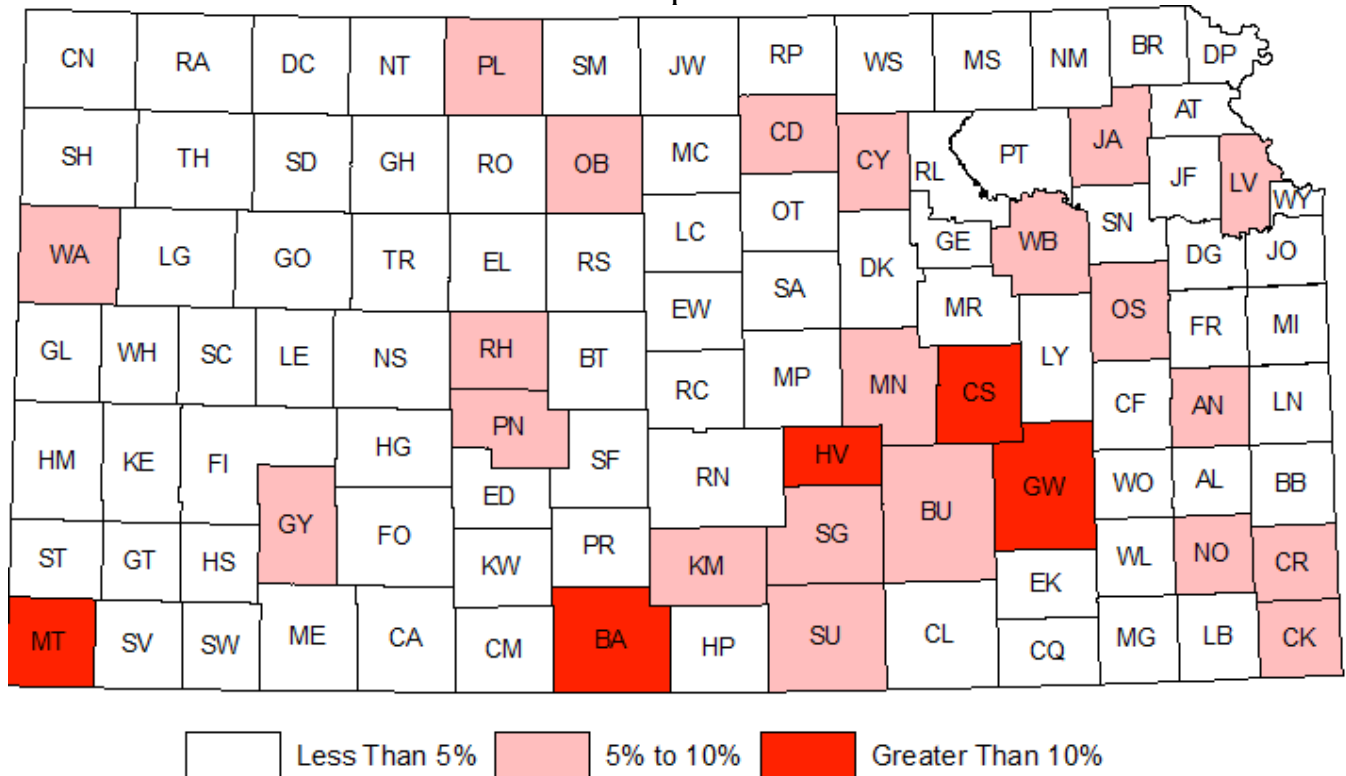 CN RA DC NT PL SM JW RP WS MS NM BR DP
SH TH SD GH RO OB MC CD CY RL PT JA AT
JF LV WY
WA LG GO TR EL RS LC OT DK GE WB SN DG JO
GL WH SC LE NS RH BT EW SA MR LY OS FR MI
PN RC MP MN CS CF AN LN
HM KE FI HG ED SF RN HV BU GW WO AL BB
ST GT HS GY FO KW PR KM SG EK WL NO CR
MT SV SW ME CA CM BA HP SU CL CQ MG LB CK
Less Than 5% 5% to 10% Greater Than 10%